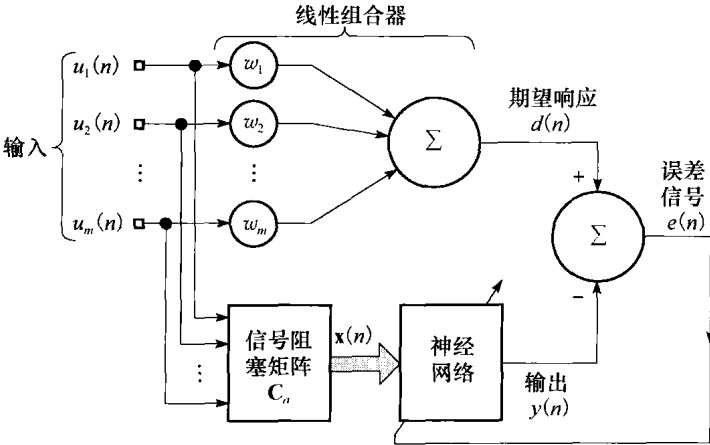 线性组合器
输入
u₁(n)
w₁
u₂(n)
w₂
⋮
⋮
uₘ(n)
wₘ
Σ
期望响应
d(n)
+
Σ
−
误差
信号
e(n)
信号阻
塞矩阵
Cₐ
⋮
x(n)
神经
网络
输出
y(n)